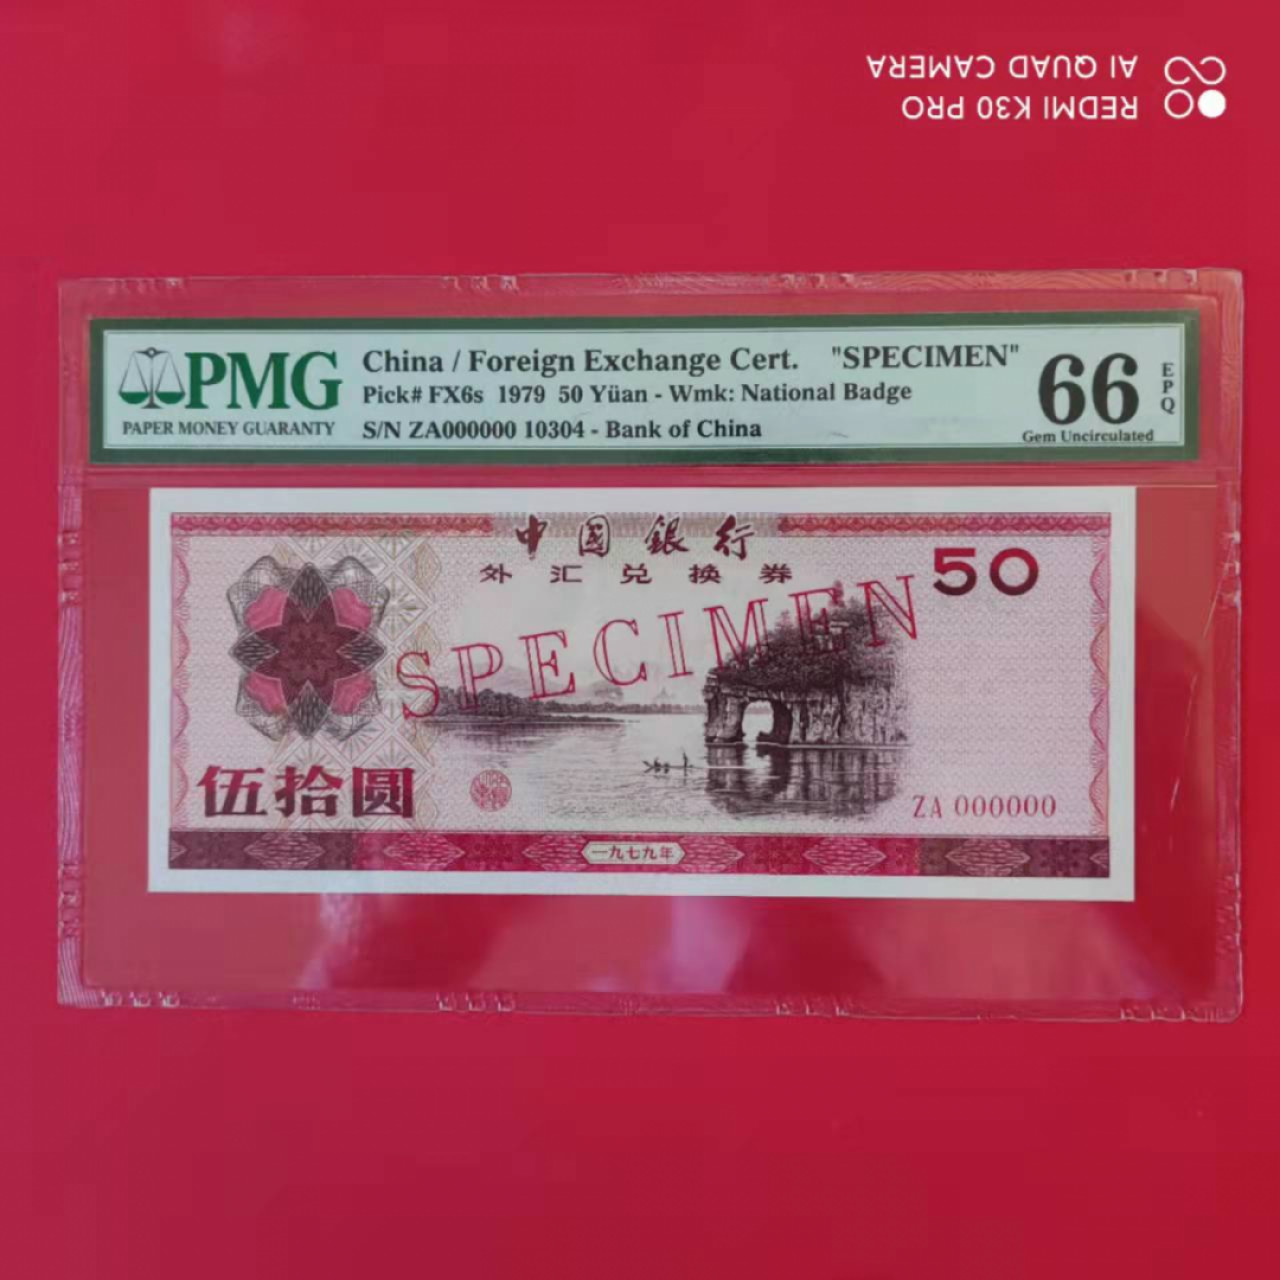 REDMI K30 PRO
AI QUAD CAMERA
PMG
PAPER MONEY GUARANTY
China / Foreign Exchange Cert. "SPECIMEN"
Pick# FX6s 1979 50 Yüan - Wmk: National Badge
S/N ZA000000 10304 - Bank of China
66
EPQ
Gem Uncirculated
中國銀行
外汇兑换券
50
SPECIMEN
伍拾圆
ZA 000000
一九七九年